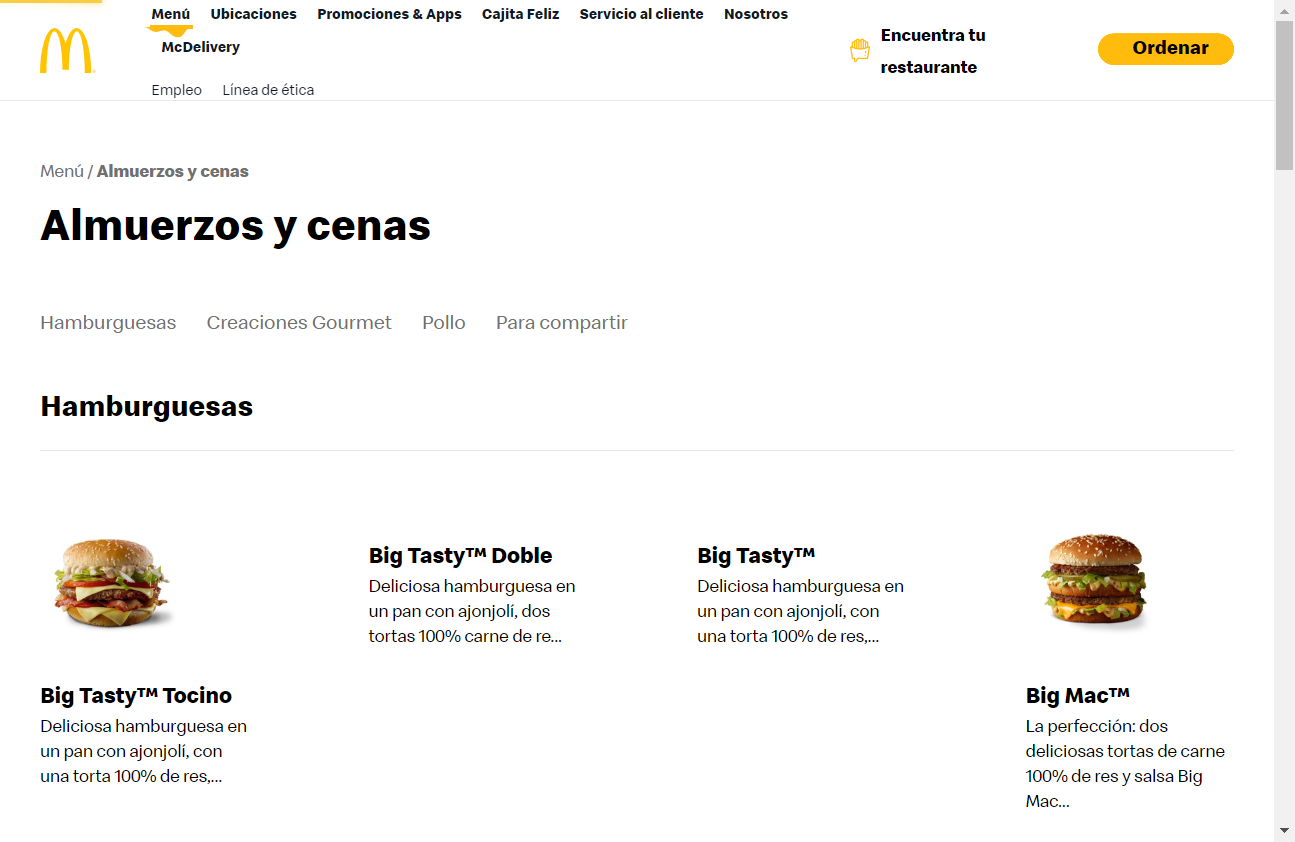 Menú Ubicaciones Promociones & Apps Cajita Feliz Servicio al cliente Nosotros
McDelivery
Empleo Línea de ética
Encuentra tu
restaurante
Ordenar
Menú / Almuerzos y cenas
Almuerzos y cenas
Hamburguesas Creaciones Gourmet Pollo Para compartir
Hamburguesas
Big Tasty™ Tocino
Deliciosa hamburguesa en
un pan con ajonjolí, con
una torta 100% de res,...
Big Tasty™ Doble
Deliciosa hamburguesa en
un pan con ajonjolí, dos
tortas 100% carne de re...
Big Tasty™
Deliciosa hamburguesa en
un pan con ajonjolí, con
una torta 100% de res,...
Big Mac™
La perfección: dos
deliciosas tortas de carne
100% de res y salsa Big
Mac...